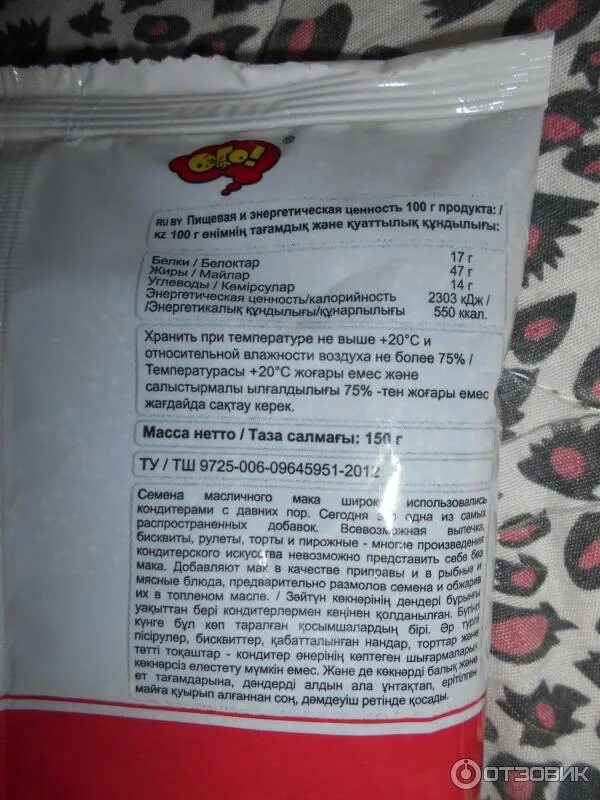 ОГО!
®
RU BY Пищевая и энергетическая ценность 100 г продукта: /
KZ 100 г өнімнің тағамдық және қуаттылық құндылығы:
Белки / Белоктар 17 г
Жиры / Майлар 47 г
Углеводы / Көмірсулар 14 г
Энергетическая ценность/калорийность 2303 кДж /
/Энергетикалық құндылығы/құнарлылығы 550 ккал.
Хранить при температуре не выше +20°C и
относительной влажности воздуха не более 75% /
Температурасы +20°C жоғары емес және
салыстырмалы ылғалдылығы 75% -тен жоғары емес
жағдайда сақтау керек.
Масса нетто / Таза салмағы: 150 г
ТУ / ТШ 9725-006-09645951-2012
Семена масличного мака широко использовались
кондитерами с давних пор. Сегодня это одна из самых
распространенных добавок. Всевозможная выпечка,
бисквиты, рулеты, торты и пирожные - многие произведения
кондитерского искусства невозможно представить себе без
мака. Добавляют мак в качестве приправы и в рыбные и
мясные блюда, предварительно размолов семена и обжарив
их в топленом масле. / Зәйтүн көкнәрінің дәндері бұрынғы
уақыттан бері кондитерлермен кеңінен қолданылған. Бүгінгі
күнге бұл көп таралған қосымшалардың бірі. Әр түрлі
пісірулер, бисквиттер, қабатталынған нандар, торттар және
тәтті тоқаштар - кондитер өнерінің көптеген шығармаларын
көкнәрсіз елестету мүмкін емес. Және де көкнәрді балық және
ет тағамдарына, дәндерді алдын ала ұнтақтап, ерітілген
майға қуырып алғаннан соң, дәмдеуіш ретінде қосады.
ОТЗОВИК